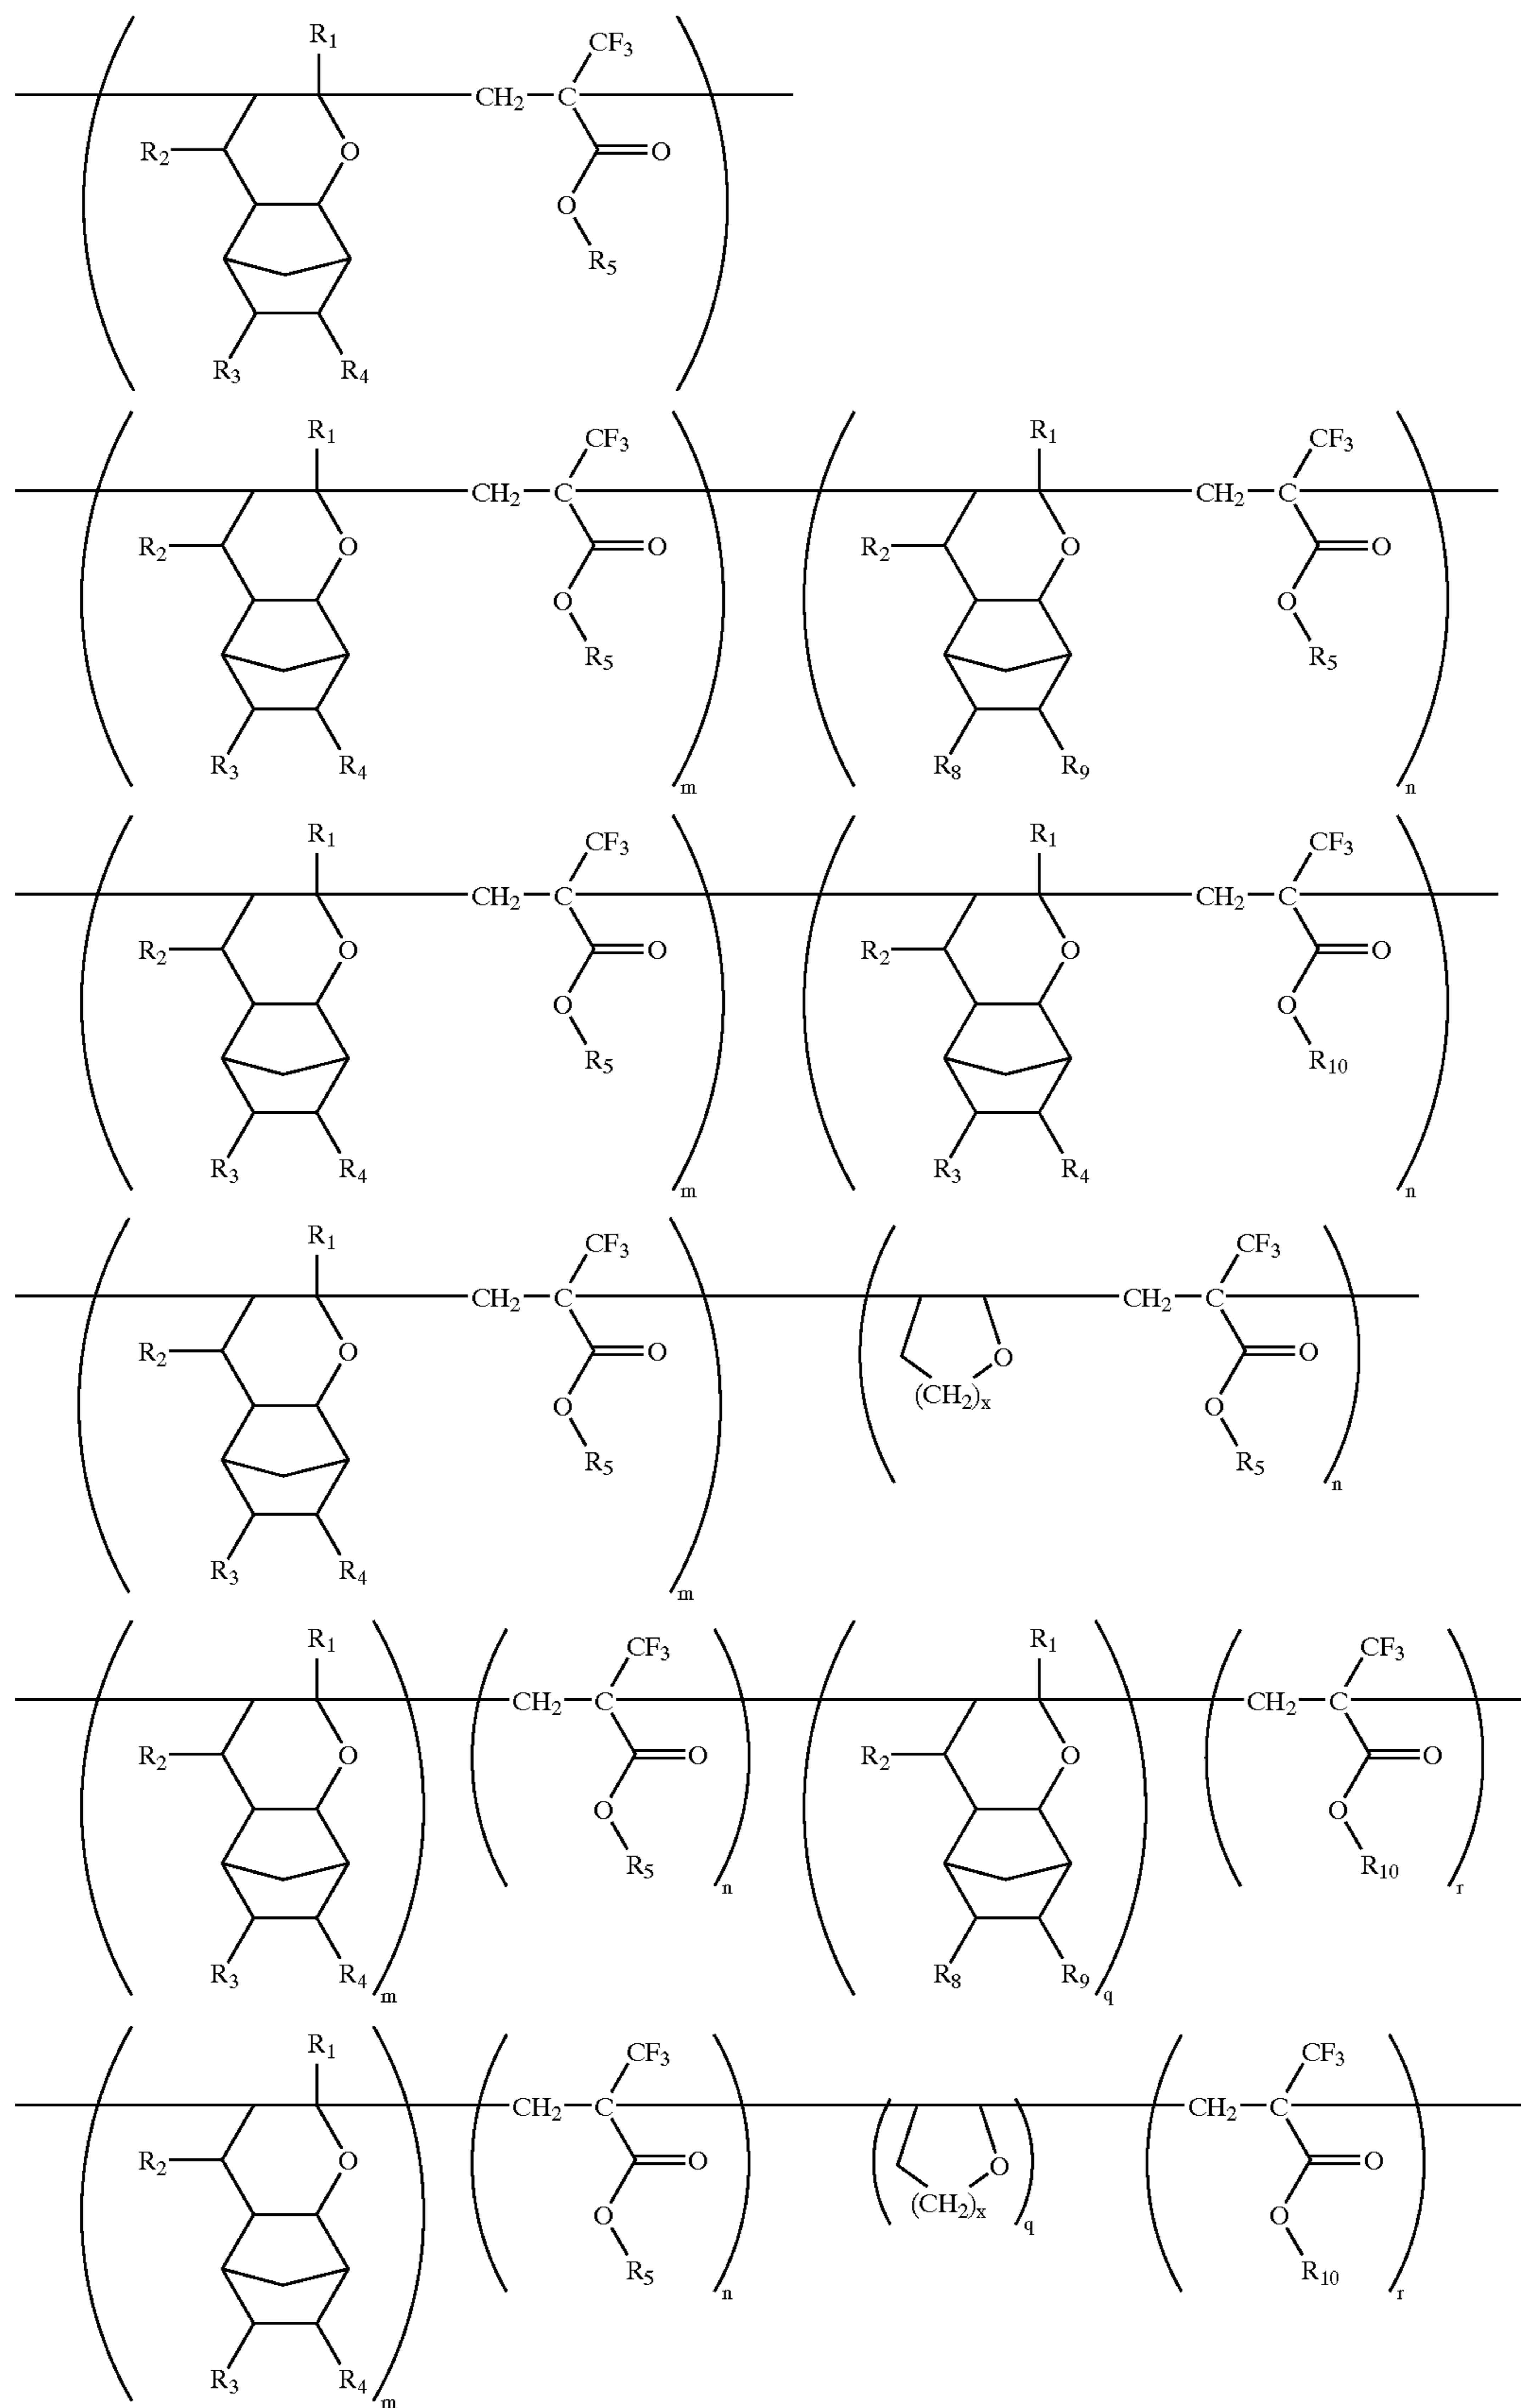 R1 CF3
CH2 C
R2 O O
O
R5
R3 R4
R1 CF3 R1 CF3
CH2 C CH2 C
R2 O O R2 O O
O O
R5 R5
R3 R4 R8 R9
m n
R1 CF3 R1 CF3
CH2 C CH2 C
R2 O O R2 O O
O O
R5 R10
R3 R4 R3 R4
m n
R1 CF3 CF3
CH2 C CH2 C
R2 O O O O
(CH2)x
O O
R5 R5
n
R3 R4
m
R1 CF3 R1 CF3
CH2 C CH2 C
R2 O O R2 O O
O O
R5 R10
n r
R3 R4 R8 R9
m q
R1 CF3 CF3
CH2 C CH2 C
R2 O O O O
O (CH2)x O
q
R5 R10
n r
R3 R4
m